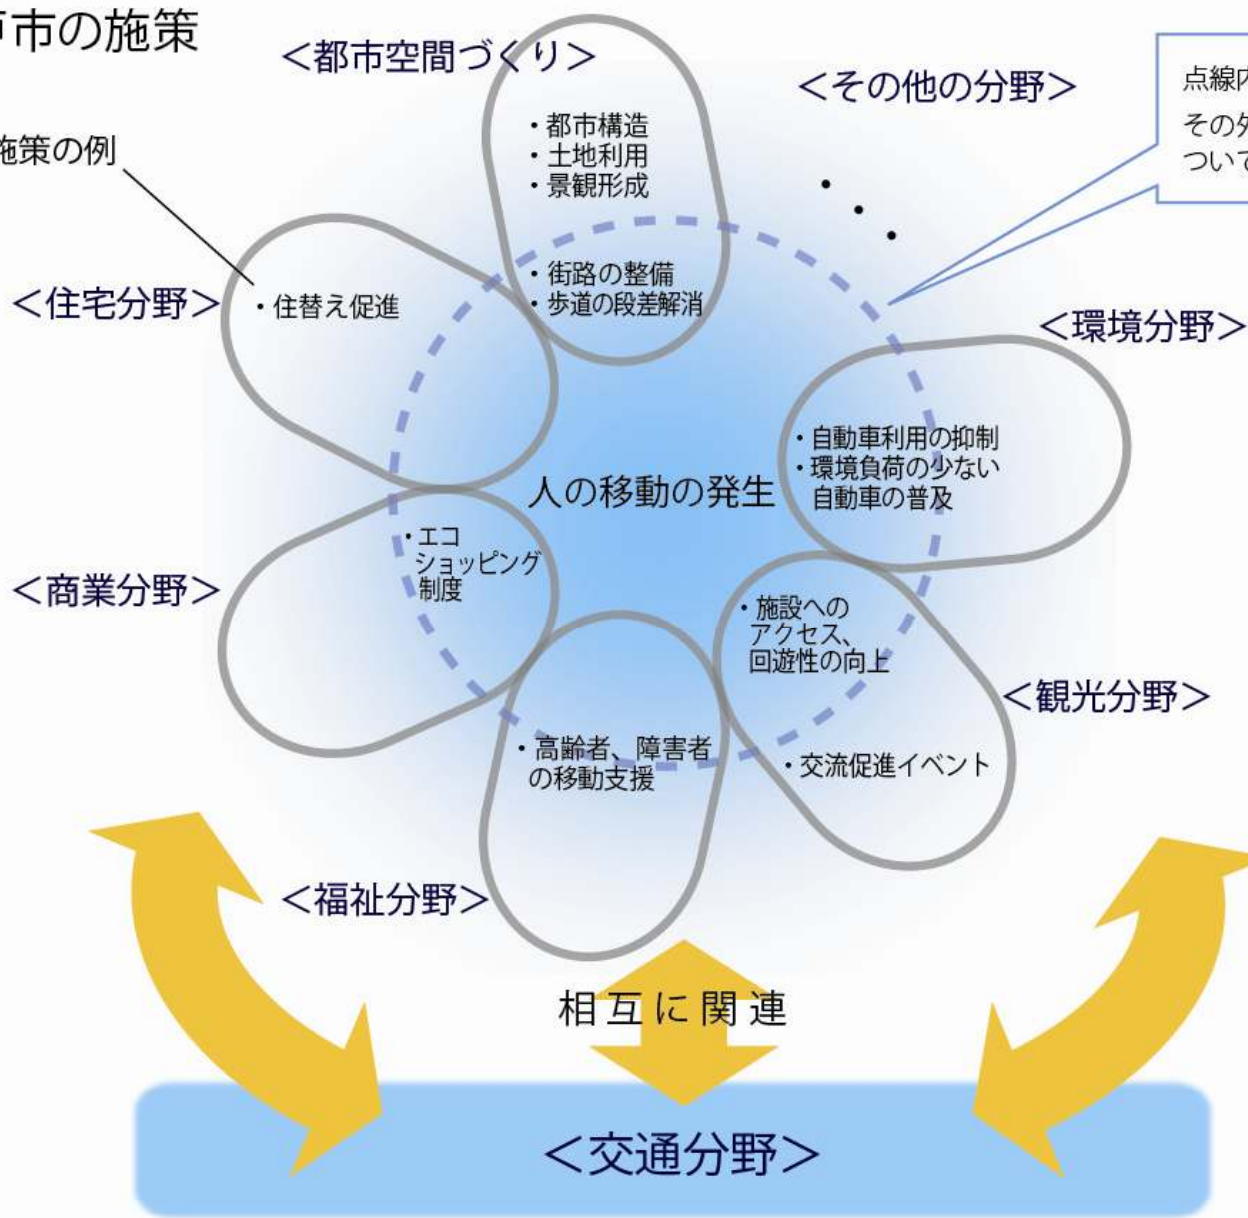 市の施策
施策の例
＜都市空間づくり＞
・都市構造
・土地利用
・景観形成
・街路の整備
・歩道の段差解消
＜その他の分野＞
点線内
その外
ついて
＜住宅分野＞
・住替え促進
＜環境分野＞
・自動車利用の抑制
・環境負荷の少ない
自動車の普及
人の移動の発生
＜商業分野＞
・エコ
ショッピング
制度
・施設への
アクセス、
回遊性の向上
・交流促進イベント
＜観光分野＞
・高齢者、障害者
の移動支援
＜福祉分野＞
相互に関連
＜交通分野＞